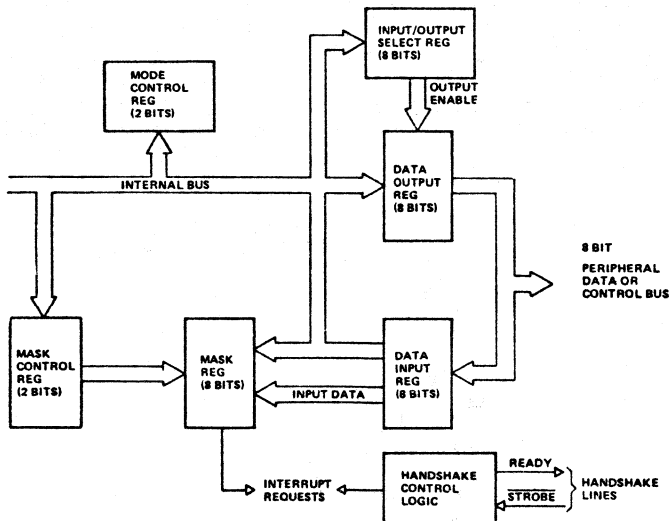 INPUT/OUTPUT
SELECT REG
(8 BITS)
MODE
CONTROL
REG
(2 BITS)
OUTPUT
ENABLE
INTERNAL BUS
DATA
OUTPUT
REG
(8 BITS)
8 BIT
PERIPHERAL
DATA OR
CONTROL BUS
MASK
CONTROL
REG
(2 BITS)
MASK
REG
(8 BITS)
INPUT DATA
DATA
INPUT
REG
(8 BITS)
INTERRUPT
REQUESTS
HANDSHAKE
CONTROL
LOGIC
READY
STROBE
HANDSHAKE
LINES